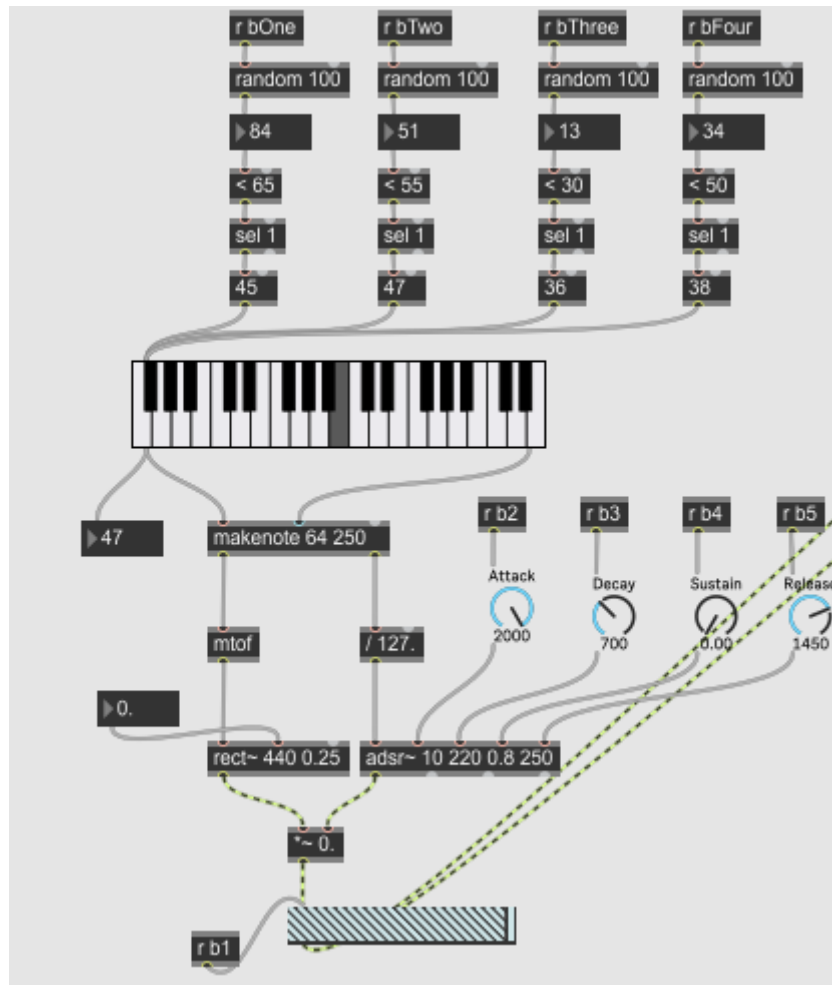 r bOne r bTwo r bThree r bFour
random 100 random 100 random 100 random 100
84 51 13 34
< 65 < 55 < 30 < 50
sel 1 sel 1 sel 1 sel 1
45 47 36 38
r b2 r b3 r b4 r b5
47 makenote 64 250
Attack Decay Sustain Release
2000 700 0.00 1450
mtof / 127.
0.
rect~ 440 0.25 adsr~ 10 220 0.8 250
*~ 0.
r b1